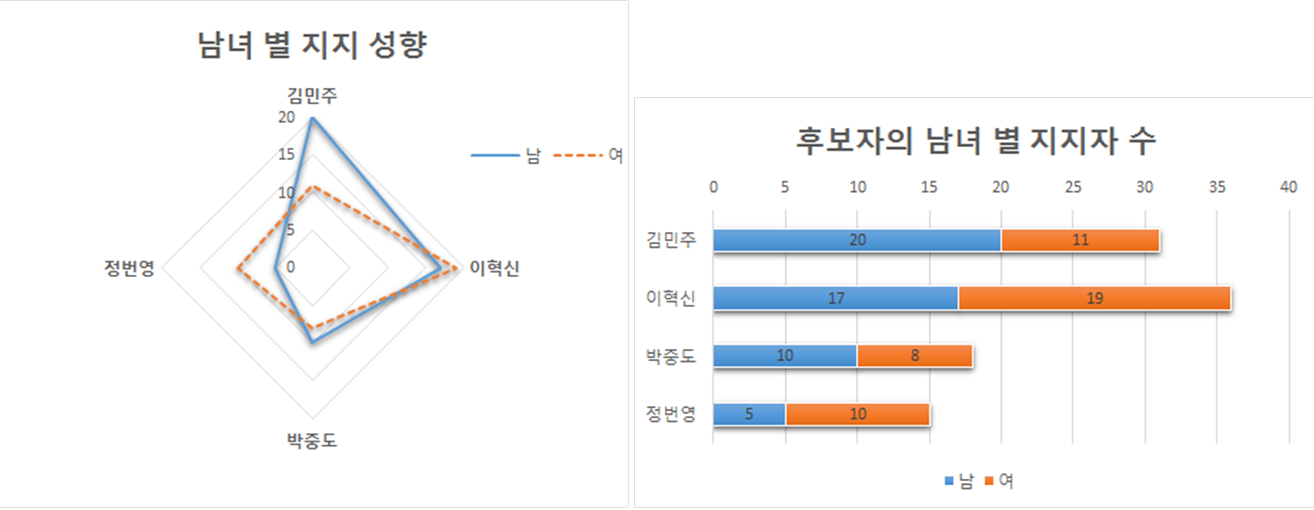 남녀 별 지지 성향
김민주
20
15
10
5
0
남 여
정번영
이혁신
박중도
후보자의 남녀 별 지지자 수
0 5 10 15 20 25 30 35 40
김민주 20 11
이혁신 17 19
박중도 10 8
정번영 5 10
남 여